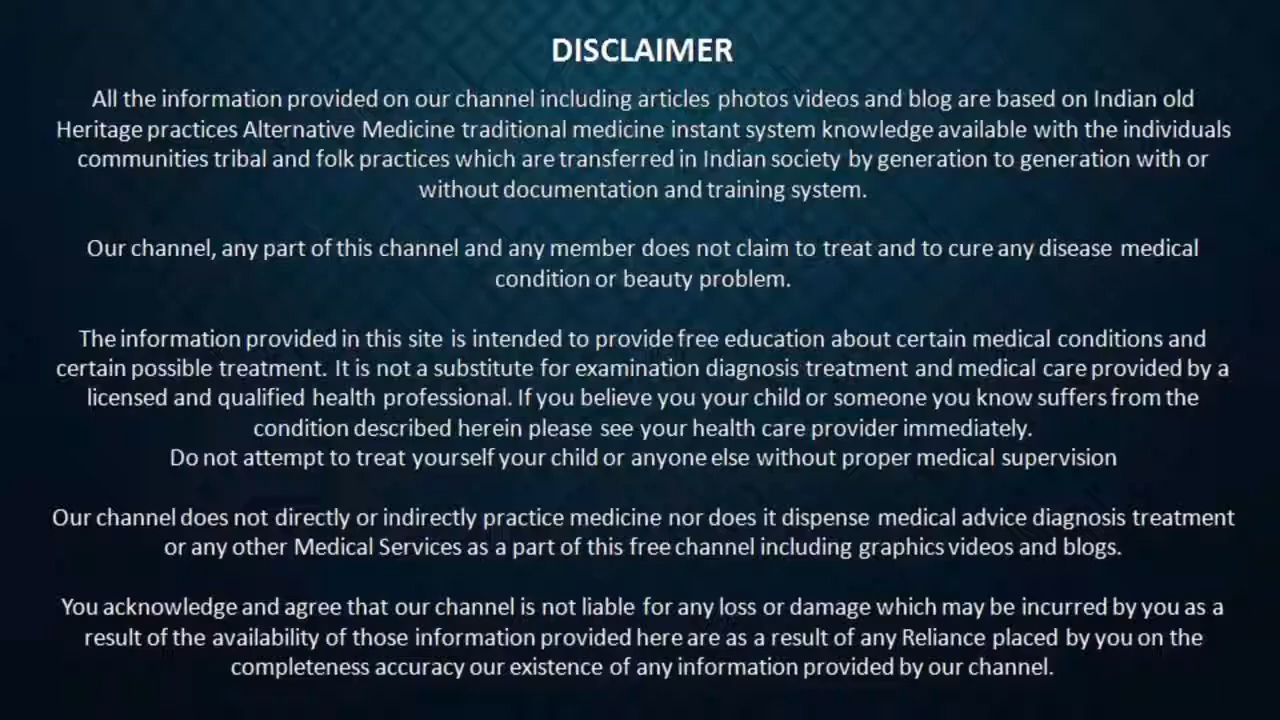 DISCLAIMER
All the information provided on our channel including articles photos videos and blog are based on Indian old
Heritage practices Alternative Medicine traditional medicine instant system knowledge available with the individuals
communities tribal and folk practices which are transferred in Indian society by generation to generation with or
without documentation and training system.
Our channel, any part of this channel and any member does not claim to treat and to cure any disease medical
condition or beauty problem.
The information provided in this site is intended to provide free education about certain medical conditions and
certain possible treatment. It is not a substitute for examination diagnosis treatment and medical care provided by a
licensed and qualified health professional. If you believe you your child or someone you know suffers from the
condition described herein please see your health care provider immediately.
Do not attempt to treat yourself your child or anyone else without proper medical supervision
Our channel does not directly or indirectly practice medicine nor does it dispense medical advice diagnosis treatment
or any other Medical Services as a part of this free channel including graphics videos and blogs.
You acknowledge and agree that our channel is not liable for any loss or damage which may be incurred by you as a
result of the availability of those information provided here are as a result of any Reliance placed by you on the
completeness accuracy our existence of any information provided by our channel.